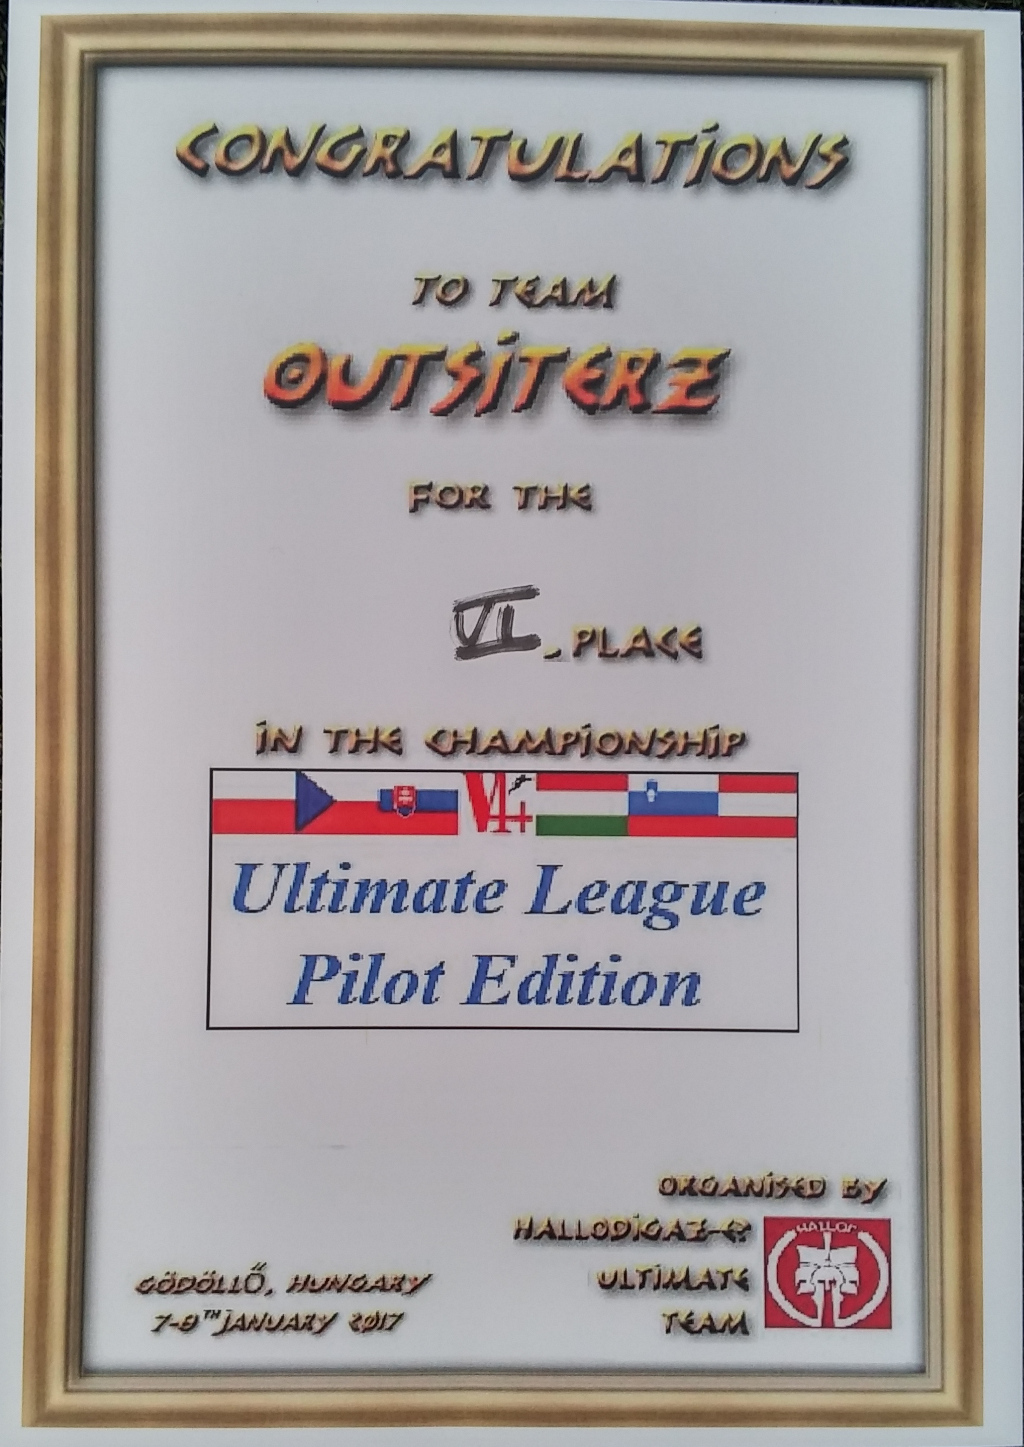 CONGRATULATIONS
TO TEAM
OUTSITERZ
FOR THE
VI. PLACE
IN THE CHAMPIONSHIP
V4+
Ultimate League
Pilot Edition
ORGANISED BY
HALLODIGAZ-E?
ULTIMATE
TEAM
GÖDÖLLŐ, HUNGARY
7-8TH JANUARY 2017